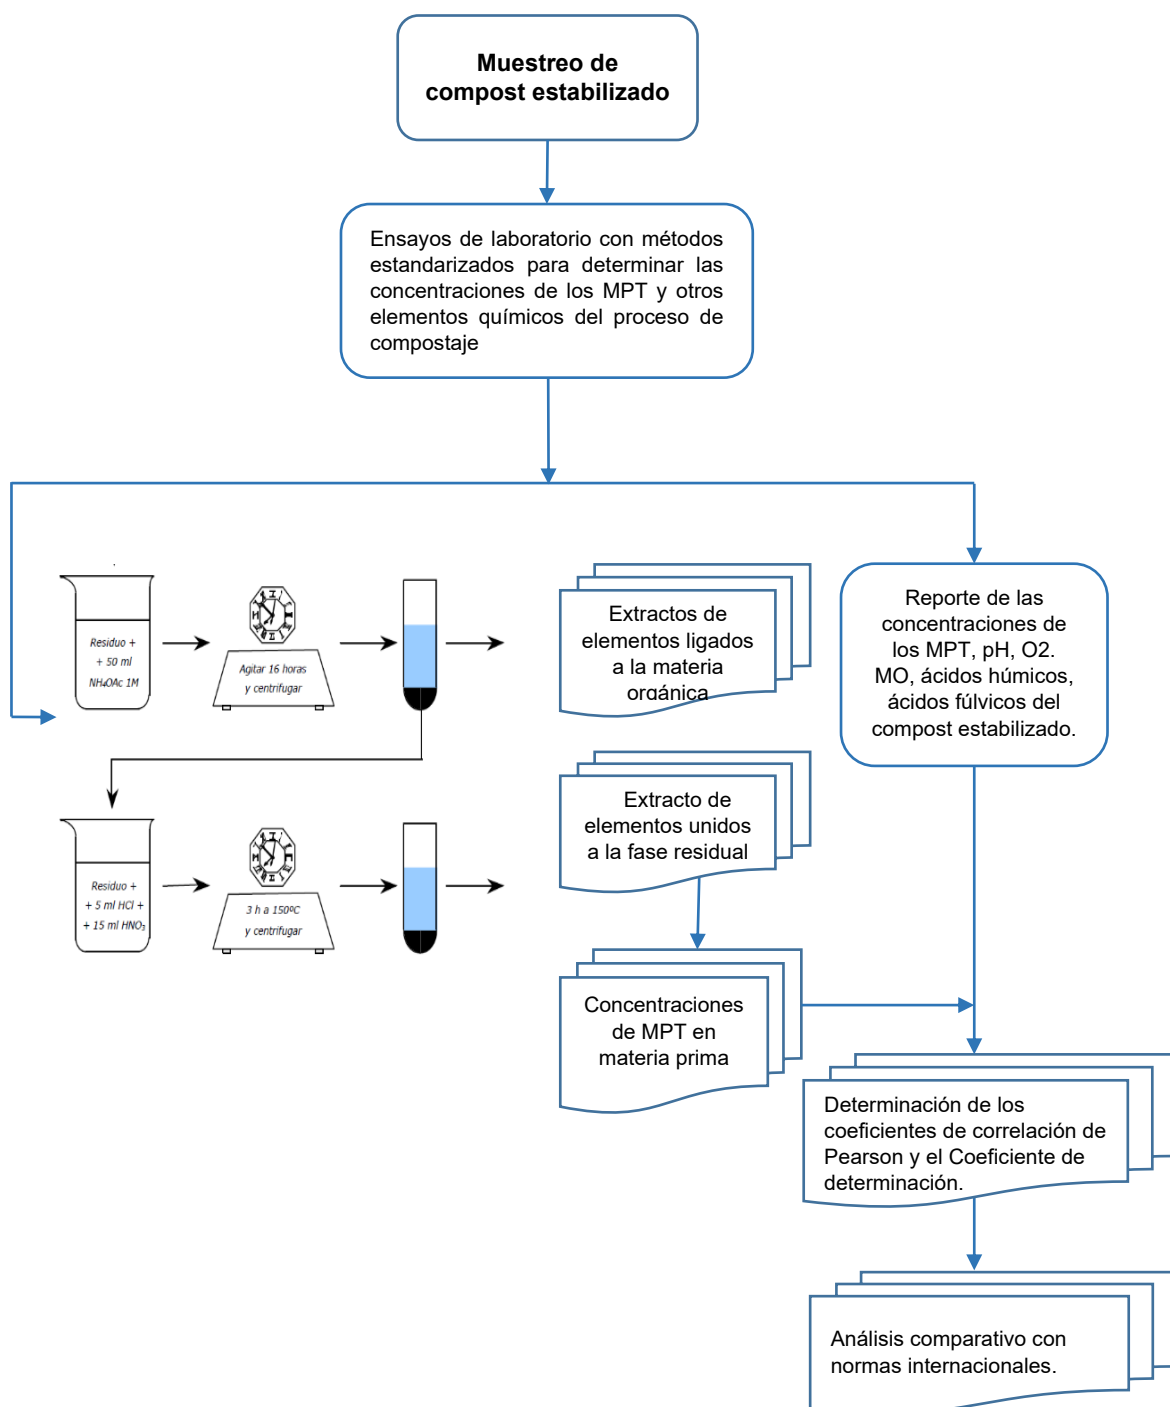 Muestreo de
compost estabilizado
Ensayos de laboratorio con métodos
estandarizados para determinar las
concentraciones de los MPT y otros
elementos químicos del proceso de
compostaje
Residuo +
+ 50 ml
NH₄OAc 1M
Agitar 16 horas
y centrifugar
Extractos de
elementos ligados
a la materia
orgánica
Reporte de las
concentraciones de
los MPT, pH, O2.
MO, ácidos húmicos,
ácidos fúlvicos del
compost estabilizado.
Residuo +
+ 5 ml HCl +
+ 15 ml HNO₃
3 h a 150ºC
y centrifugar
Extracto de
elementos unidos
a la fase residual
Concentraciones
de MPT en
materia prima
Determinación de los
coeficientes de correlación de
Pearson y el Coeficiente de
determinación.
Análisis comparativo con
normas internacionales.